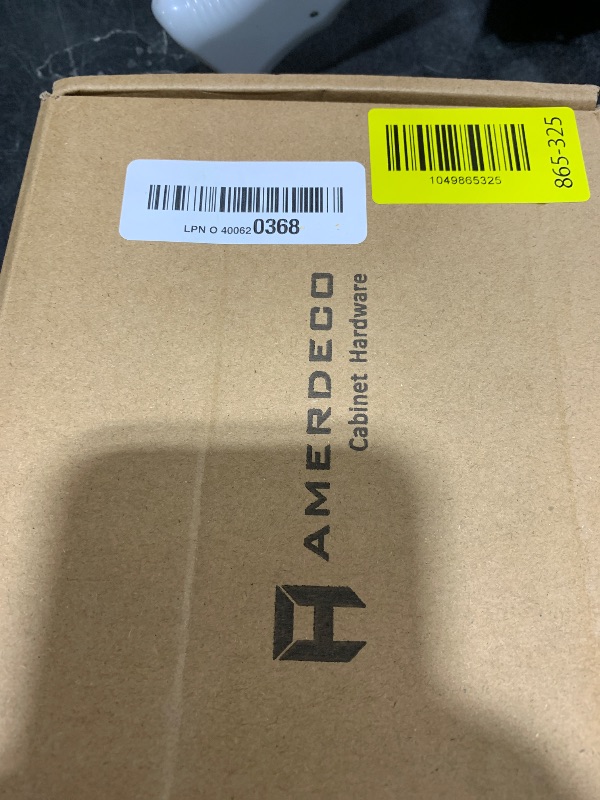 1049865325
865-325
LPN O 400620368
AMERDECO
Cabinet Hardware